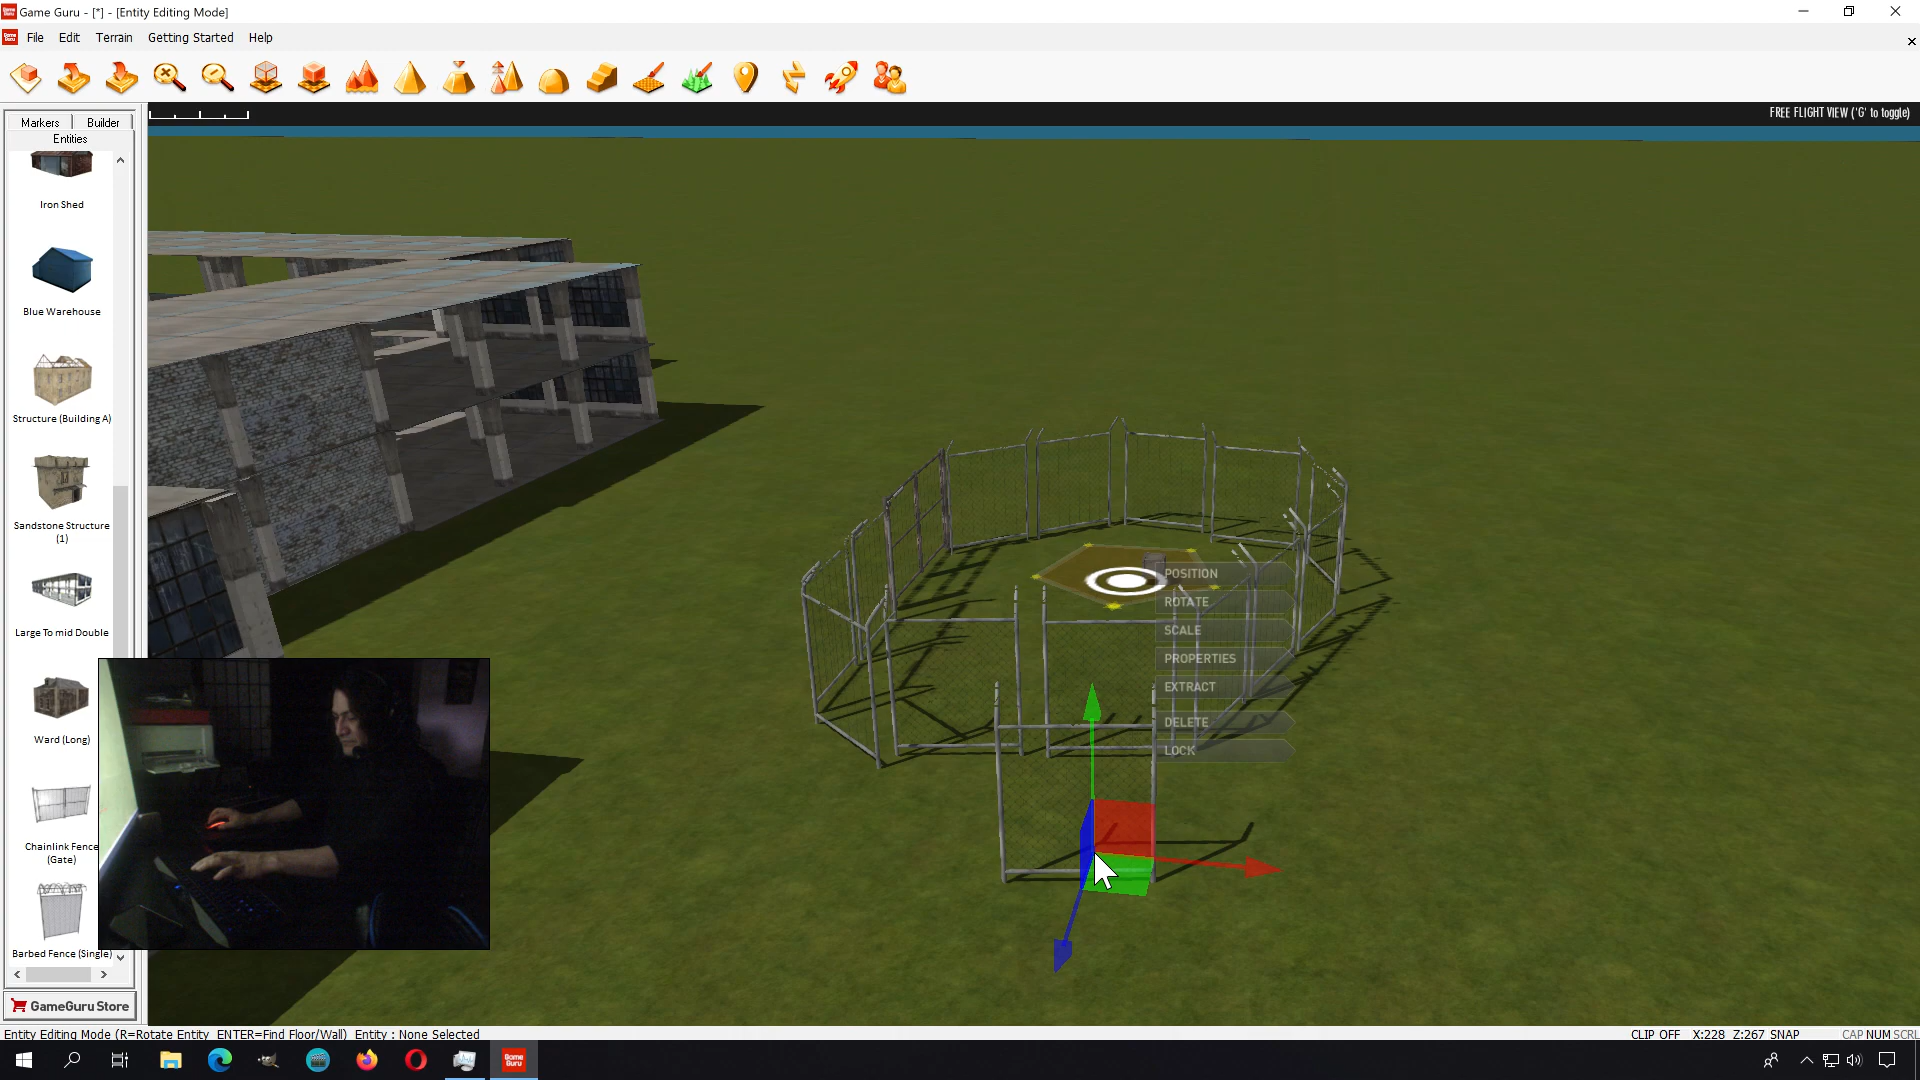 Game Guru - [*] - [Entity Editing Mode]
File Edit Terrain Getting Started Help
Markers Builder
Entities
FREE FLIGHT VIEW ('G' to toggle)
Iron Shed
Blue Warehouse
Structure (Building A)
Sandstone Structure
(1)
Large To mid Double
Ward (Long)
Chainlink Fence
(Gate)
Barbed Fence (Single)
POSITION
ROTATE
SCALE
PROPERTIES
EXTRACT
DELETE
LOCK
GameGuru Store
Entity Editing Mode (R=Rotate Entity ENTER=Find Floor/Wall) Entity : None Selected
CLIP OFF X:228 Z:267 SNAP CAP NUM SCRL
Game
Guru